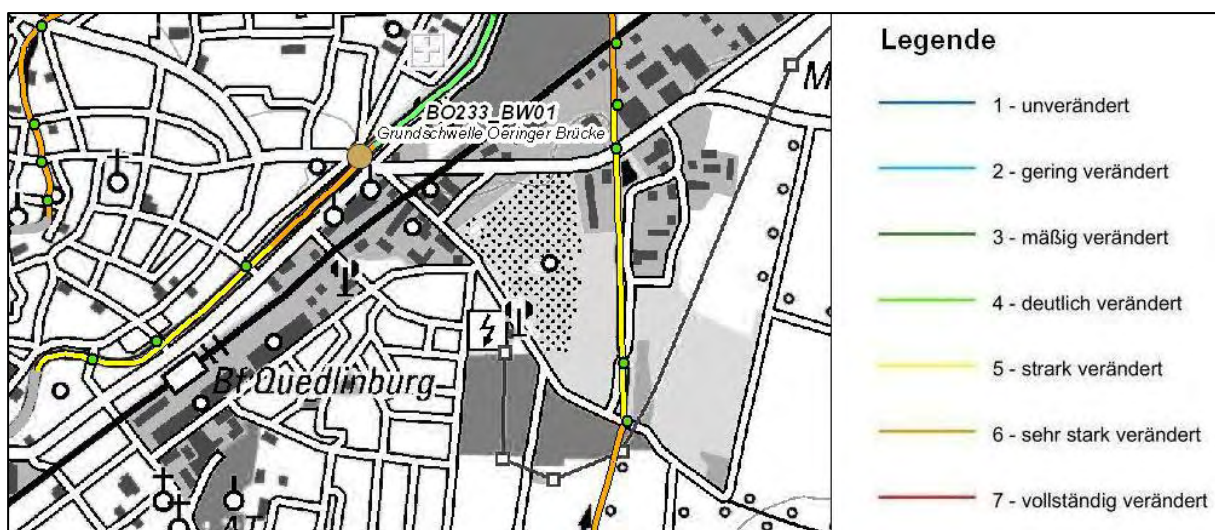 BO233_BW01
Grundschwelle Oeringer Brücke
M
Bf. Quedlinburg
Legende
1 - unverändert
2 - gering verändert
3 - mäßig verändert
4 - deutlich verändert
5 - strark verändert
6 - sehr stark verändert
7 - vollständig verändert